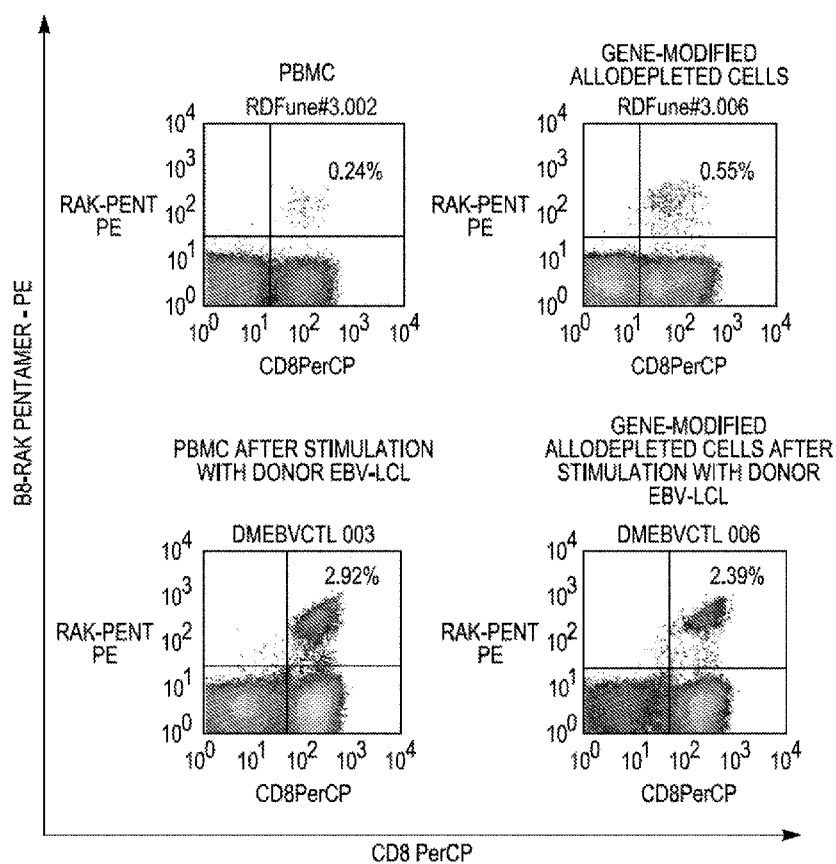 PBMC
RDFune#3.002
10^4
10^3
10^2
10^1
10^0
RAK-PENT
PE
0.24%
10^0 10^1 10^2 10^3 10^4
CD8PerCP
GENE-MODIFIED
ALLODEPLETED CELLS
RDFune#3.006
10^4
10^3
10^2
10^1
10^0
RAK-PENT
PE
0.55%
10^0 10^1 10^2 10^3 10^4
CD8PerCP
B8-RAK PENTAMER - PE
PBMC AFTER STIMULATION
WITH DONOR EBV-LCL
DMEBVCTL 003
10^4
10^3
10^2
10^1
10^0
RAK-PENT
PE
2.92%
10^0 10^1 10^2 10^3 10^4
CD8PerCP
GENE-MODIFIED
ALLODEPLETED CELLS AFTER
STIMULATION WITH DONOR
EBV-LCL
DMEBVCTL 006
10^4
10^3
10^2
10^1
10^0
RAK-PENT
PE
2.39%
10^0 10^1 10^2 10^3 10^4
CD8PerCP
CD8 PerCP